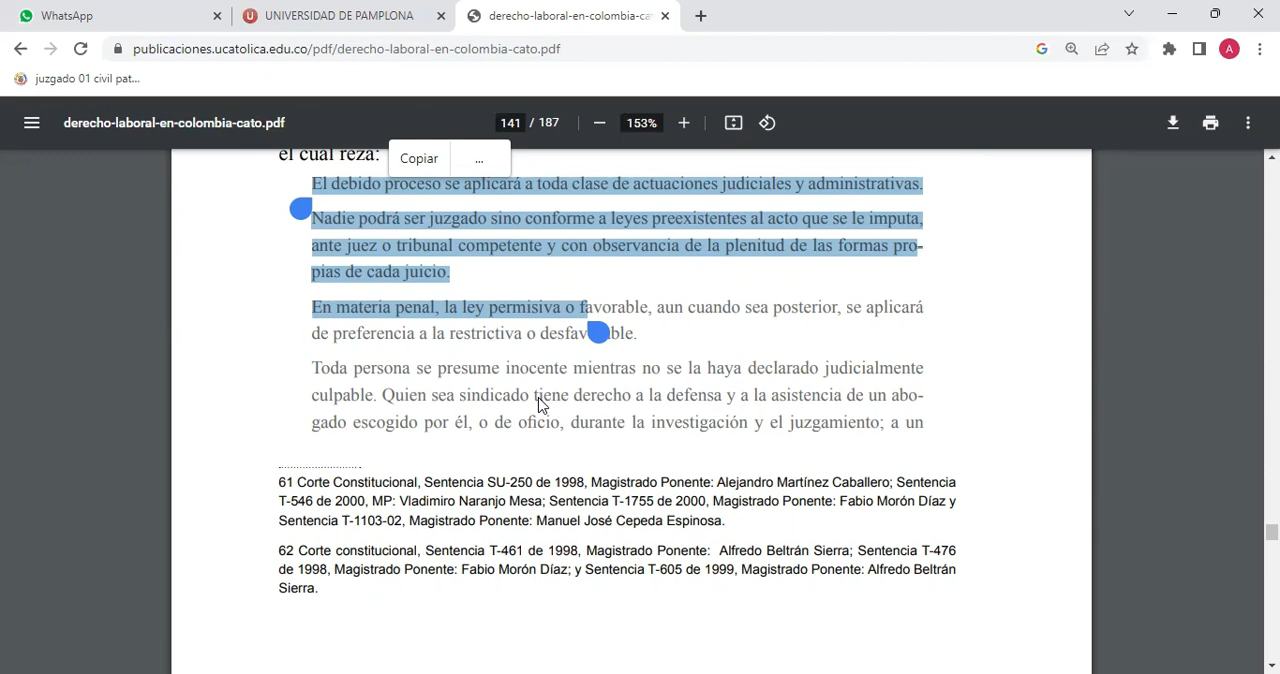 WhatsApp
UNIVERSIDAD DE PAMPLONA
derecho-laboral-en-colombia-cato
publicaciones.ucatolica.edu.co/pdf/derecho-laboral-en-colombia-cato.pdf
A
juzgado 01 civil pat...
derecho-laboral-en-colombia-cato.pdf
141 / 187
153%
el cual reza:
Copiar
...
El debido proceso se aplicará a toda clase de actuaciones judiciales y administrativas.
Nadie podrá ser juzgado sino conforme a leyes preexistentes al acto que se le imputa,
ante juez o tribunal competente y con observancia de la plenitud de las formas pro-
pias de cada juicio.
En materia penal, la ley permisiva o favorable, aun cuando sea posterior, se aplicará
de preferencia a la restrictiva o desfav ble.
Toda persona se presume inocente mientras no se la haya declarado judicialmente
culpable. Quien sea sindicado tiene derecho a la defensa y a la asistencia de un abo-
gado escogido por él, o de oficio, durante la investigación y el juzgamiento; a un
61 Corte Constitucional, Sentencia SU-250 de 1998, Magistrado Ponente: Alejandro Martínez Caballero; Sentencia
T-546 de 2000, MP: Vladimiro Naranjo Mesa; Sentencia T-1755 de 2000, Magistrado Ponente: Fabio Morón Díaz y
Sentencia T-1103-02, Magistrado Ponente: Manuel José Cepeda Espinosa.
62 Corte constitucional, Sentencia T-461 de 1998, Magistrado Ponente: Alfredo Beltrán Sierra; Sentencia T-476
de 1998, Magistrado Ponente: Fabio Morón Díaz; y Sentencia T-605 de 1999, Magistrado Ponente: Alfredo Beltrán
Sierra.